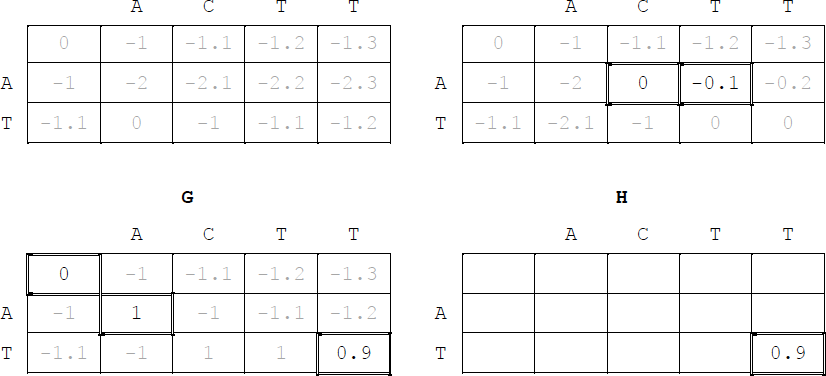 A C T T A C T T
0 -1 -1.1 -1.2 -1.3 0 -1 -1.1 -1.2 -1.3
A -1 -2 -2.1 -2.2 -2.3 A -1 -2 0 -0.1 -0.2
T -1.1 0 -1 -1.1 -1.2 T -1.1 -2.1 -1 0 0
G H
A C T T A C T T
0 -1 -1.1 -1.2 -1.3
A -1 1 -1 -1.1 -1.2 A
T -1.1 -1 1 1 0.9 T 0.9